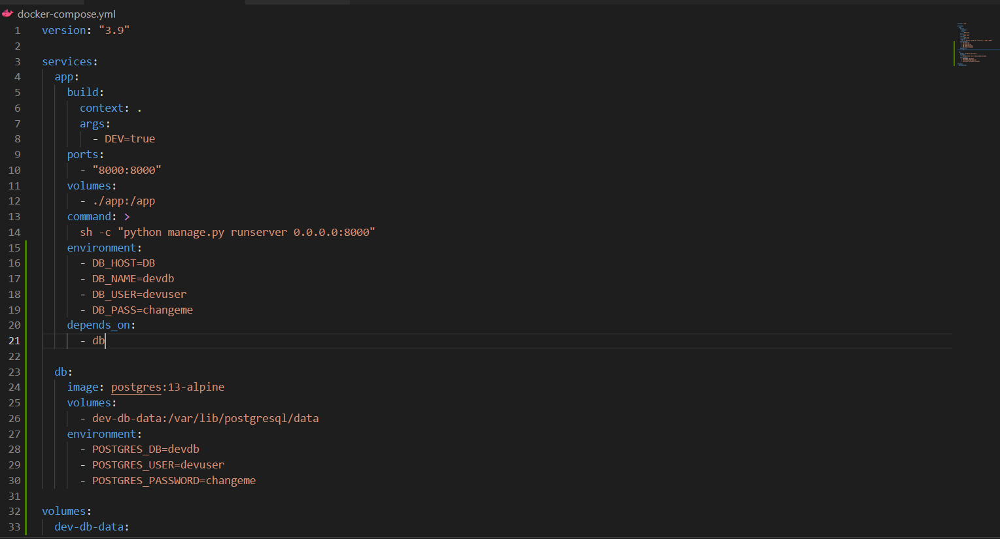 docker-compose.yml
1 version: "3.9"
2
3 services:
4   app:
5     build:
6       context: .
7       args:
8         - DEV=true
9     ports:
10       - "8000:8000"
11     volumes:
12       - ./app:/app
13     command: >
14       sh -c "python manage.py runserver 0.0.0.0:8000"
15     environment:
16       - DB_HOST=DB
17       - DB_NAME=devdb
18       - DB_USER=devuser
19       - DB_PASS=changeme
20     depends_on:
21       - db
22
23   db:
24     image: postgres:13-alpine
25     volumes:
26       - dev-db-data:/var/lib/postgresql/data
27     environment:
28       - POSTGRES_DB=devdb
29       - POSTGRES_USER=devuser
30       - POSTGRES_PASSWORD=changeme
31
32 volumes:
33   dev-db-data: